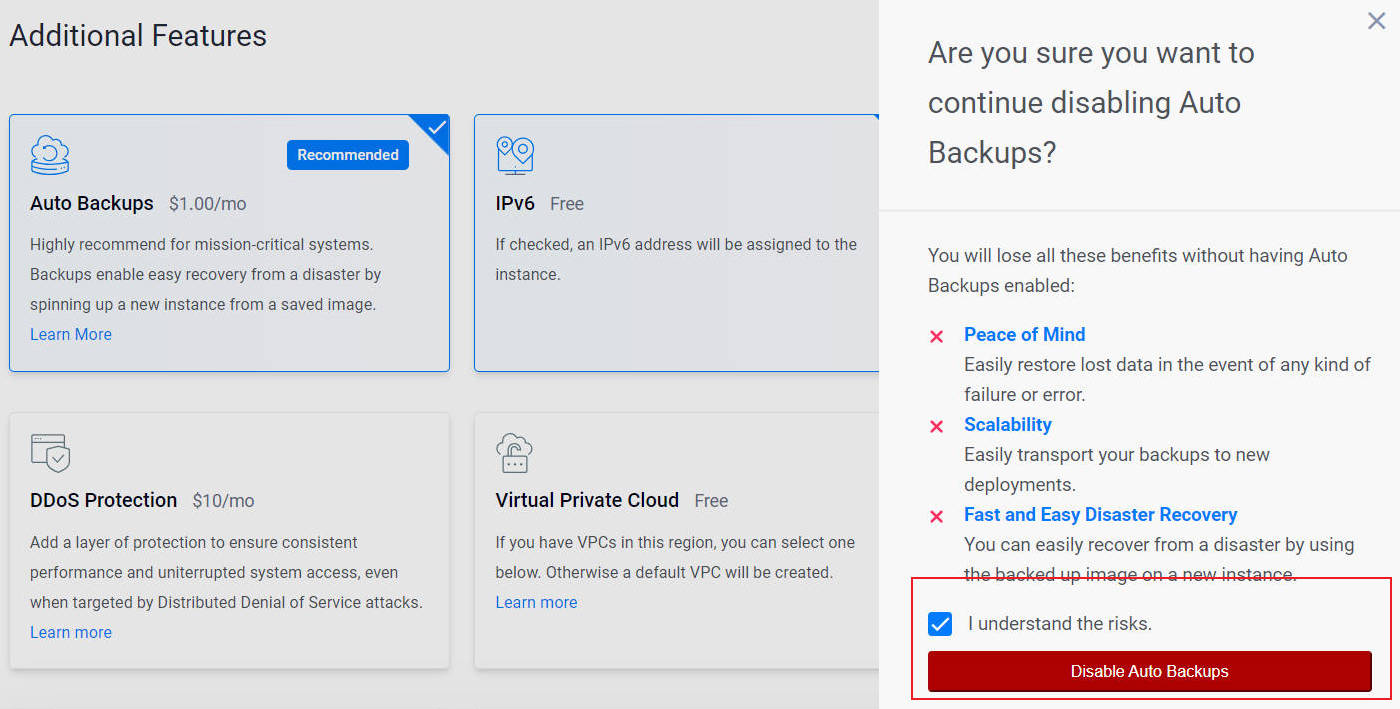 Additional Features
Recommended
Auto Backups $1.00/mo
Highly recommend for mission-critical systems.
Backups enable easy recovery from a disaster by
spinning up a new instance from a saved image.
Learn More
IPv6 Free
If checked, an IPv6 address will be assigned to the
instance.
DDoS Protection $10/mo
Add a layer of protection to ensure consistent
performance and uniterrupted system access, even
when targeted by Distributed Denial of Service attacks.
Learn more
Virtual Private Cloud Free
If you have VPCs in this region, you can select one
below. Otherwise a default VPC will be created.
Learn more
Are you sure you want to
continue disabling Auto
Backups?
You will lose all these benefits without having Auto
Backups enabled:
Peace of Mind
Easily restore lost data in the event of any kind of
failure or error.
Scalability
Easily transport your backups to new
deployments.
Fast and Easy Disaster Recovery
You can easily recover from a disaster by using
the backed up image on a new instance.
I understand the risks.
Disable Auto Backups